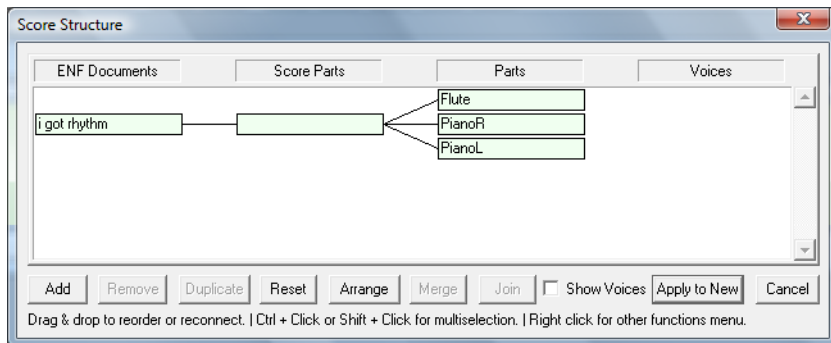 Score Structure
ENF Documents Score Parts Parts Voices
Flute
i got rhythm PianoR
PianoL
Add Remove Duplicate Reset Arrange Merge Join Show Voices Apply to New Cancel
Drag & drop to reorder or reconnect. | Ctrl + Click or Shift + Click for multiselection. | Right click for other functions menu.